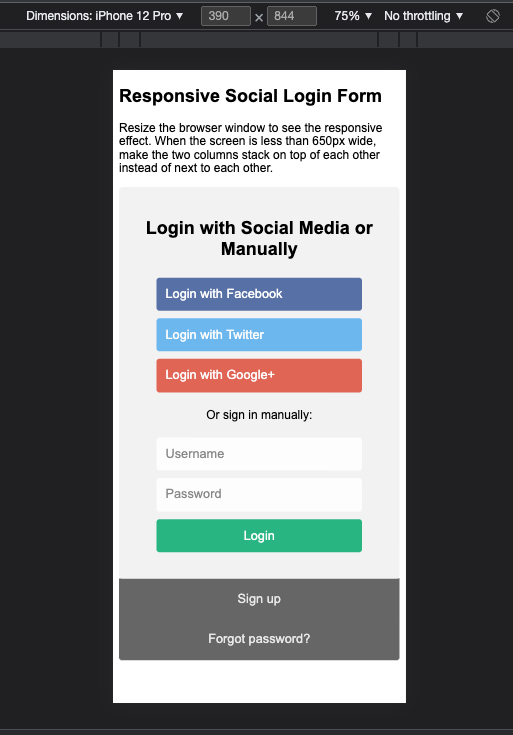 Dimensions: iPhone 12 Pro ▼ 390 × 844 75% ▼ No throttling ▼
Responsive Social Login Form
Resize the browser window to see the responsive
effect. When the screen is less than 650px wide,
make the two columns stack on top of each other
instead of next to each other.
Login with Social Media or
Manually
Login with Facebook
Login with Twitter
Login with Google+
Or sign in manually:
Username
Password
Login
Sign up
Forgot password?